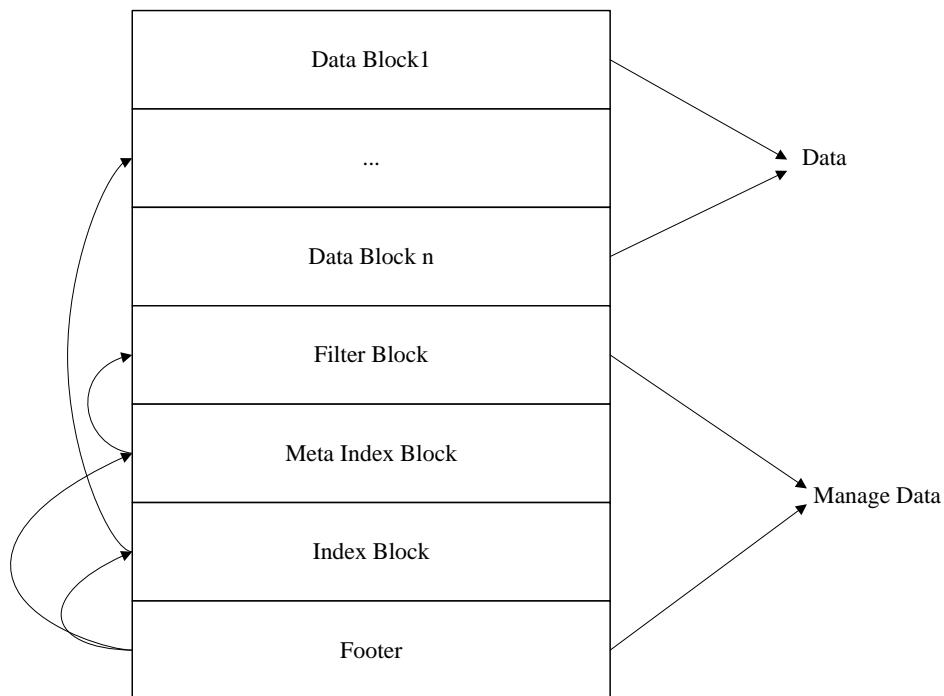 Data Block1
...
Data
Data Block n
Filter Block
Meta Index Block
Manage Data
Index Block
Footer